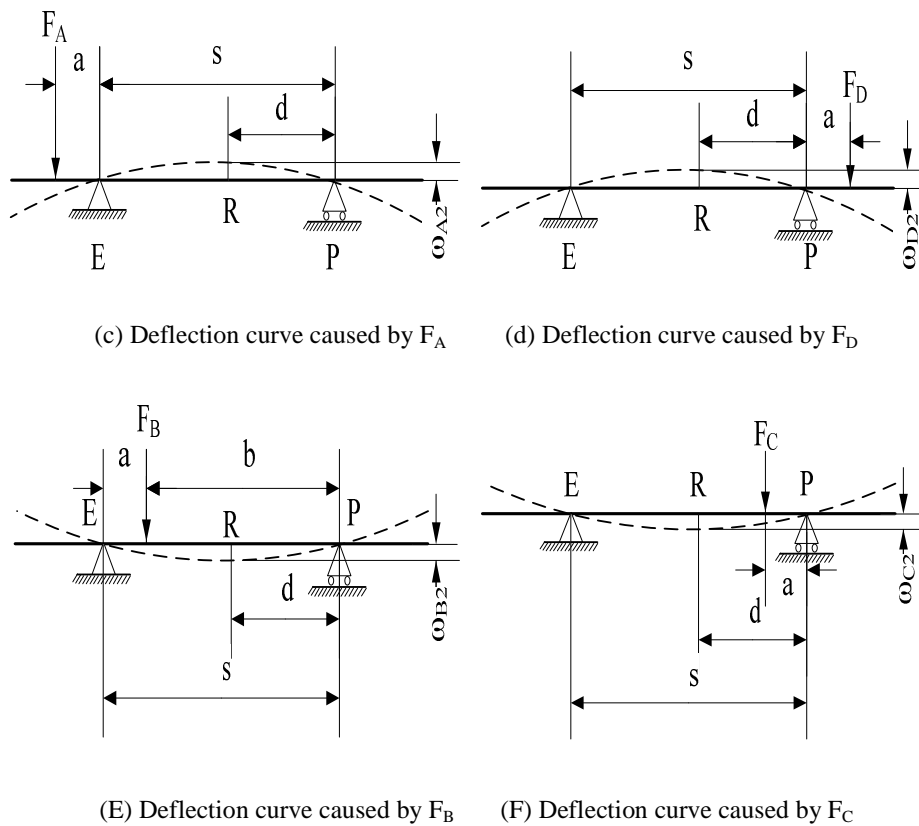 F_A
a
s
d
R
E
P
ω_A2
(c) Deflection curve caused by F_A
s
F_D
d
a
R
E
P
ω_D2
(d) Deflection curve caused by F_D
F_B
a
b
E
R
P
d
ω_B2
s
(E) Deflection curve caused by F_B
F_C
E
R
P
a
d
ω_C2
s
(F) Deflection curve caused by F_C